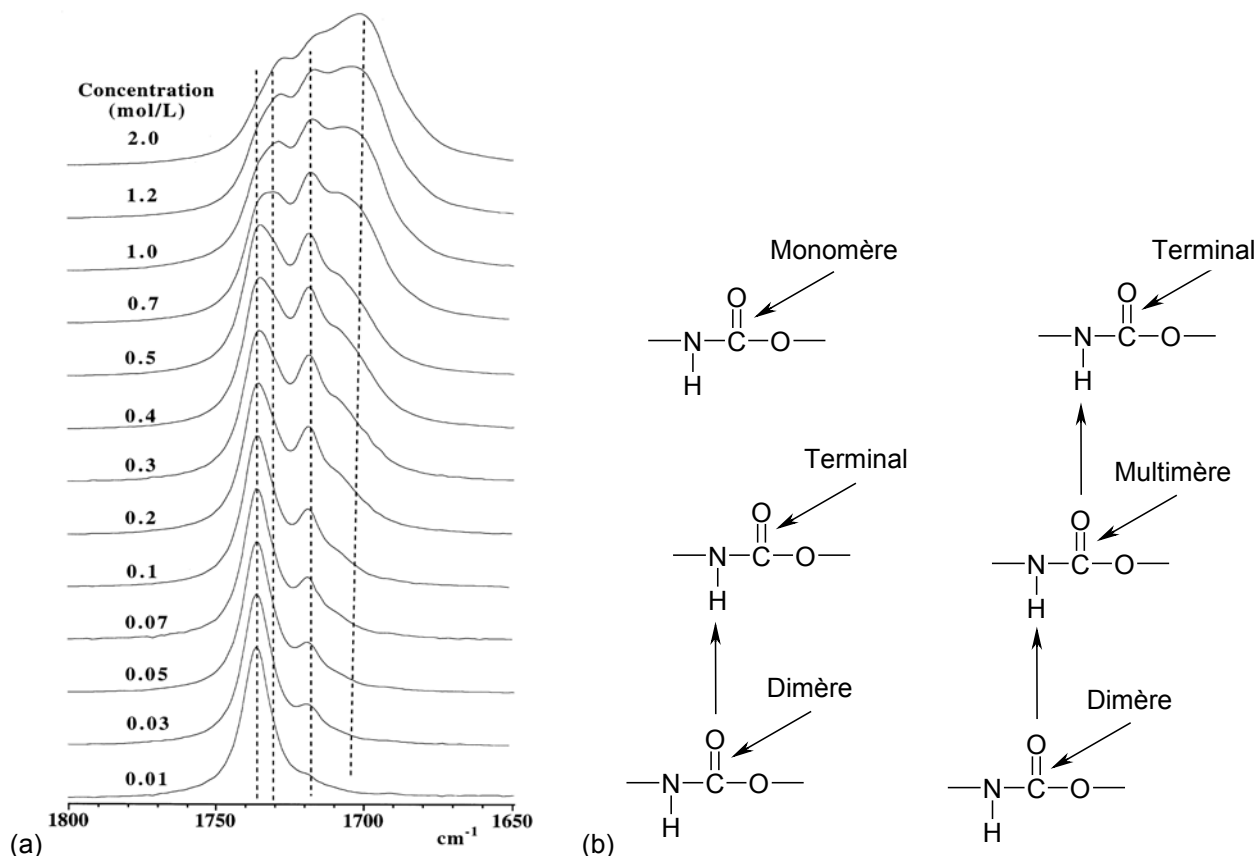 Concentration
(mol/L)
2.0
1.2
1.0
0.7
0.5
0.4
0.3
0.2
0.1
0.07
0.05
0.03
0.01
1800
1750
1700
1650
cm-1
(a)
Monomère
O
N
C
O
H
Terminal
O
N
C
O
H
Dimère
O
N
C
O
H
Terminal
O
N
C
O
H
Multimère
O
N
C
O
H
Dimère
O
N
C
O
H
(b)